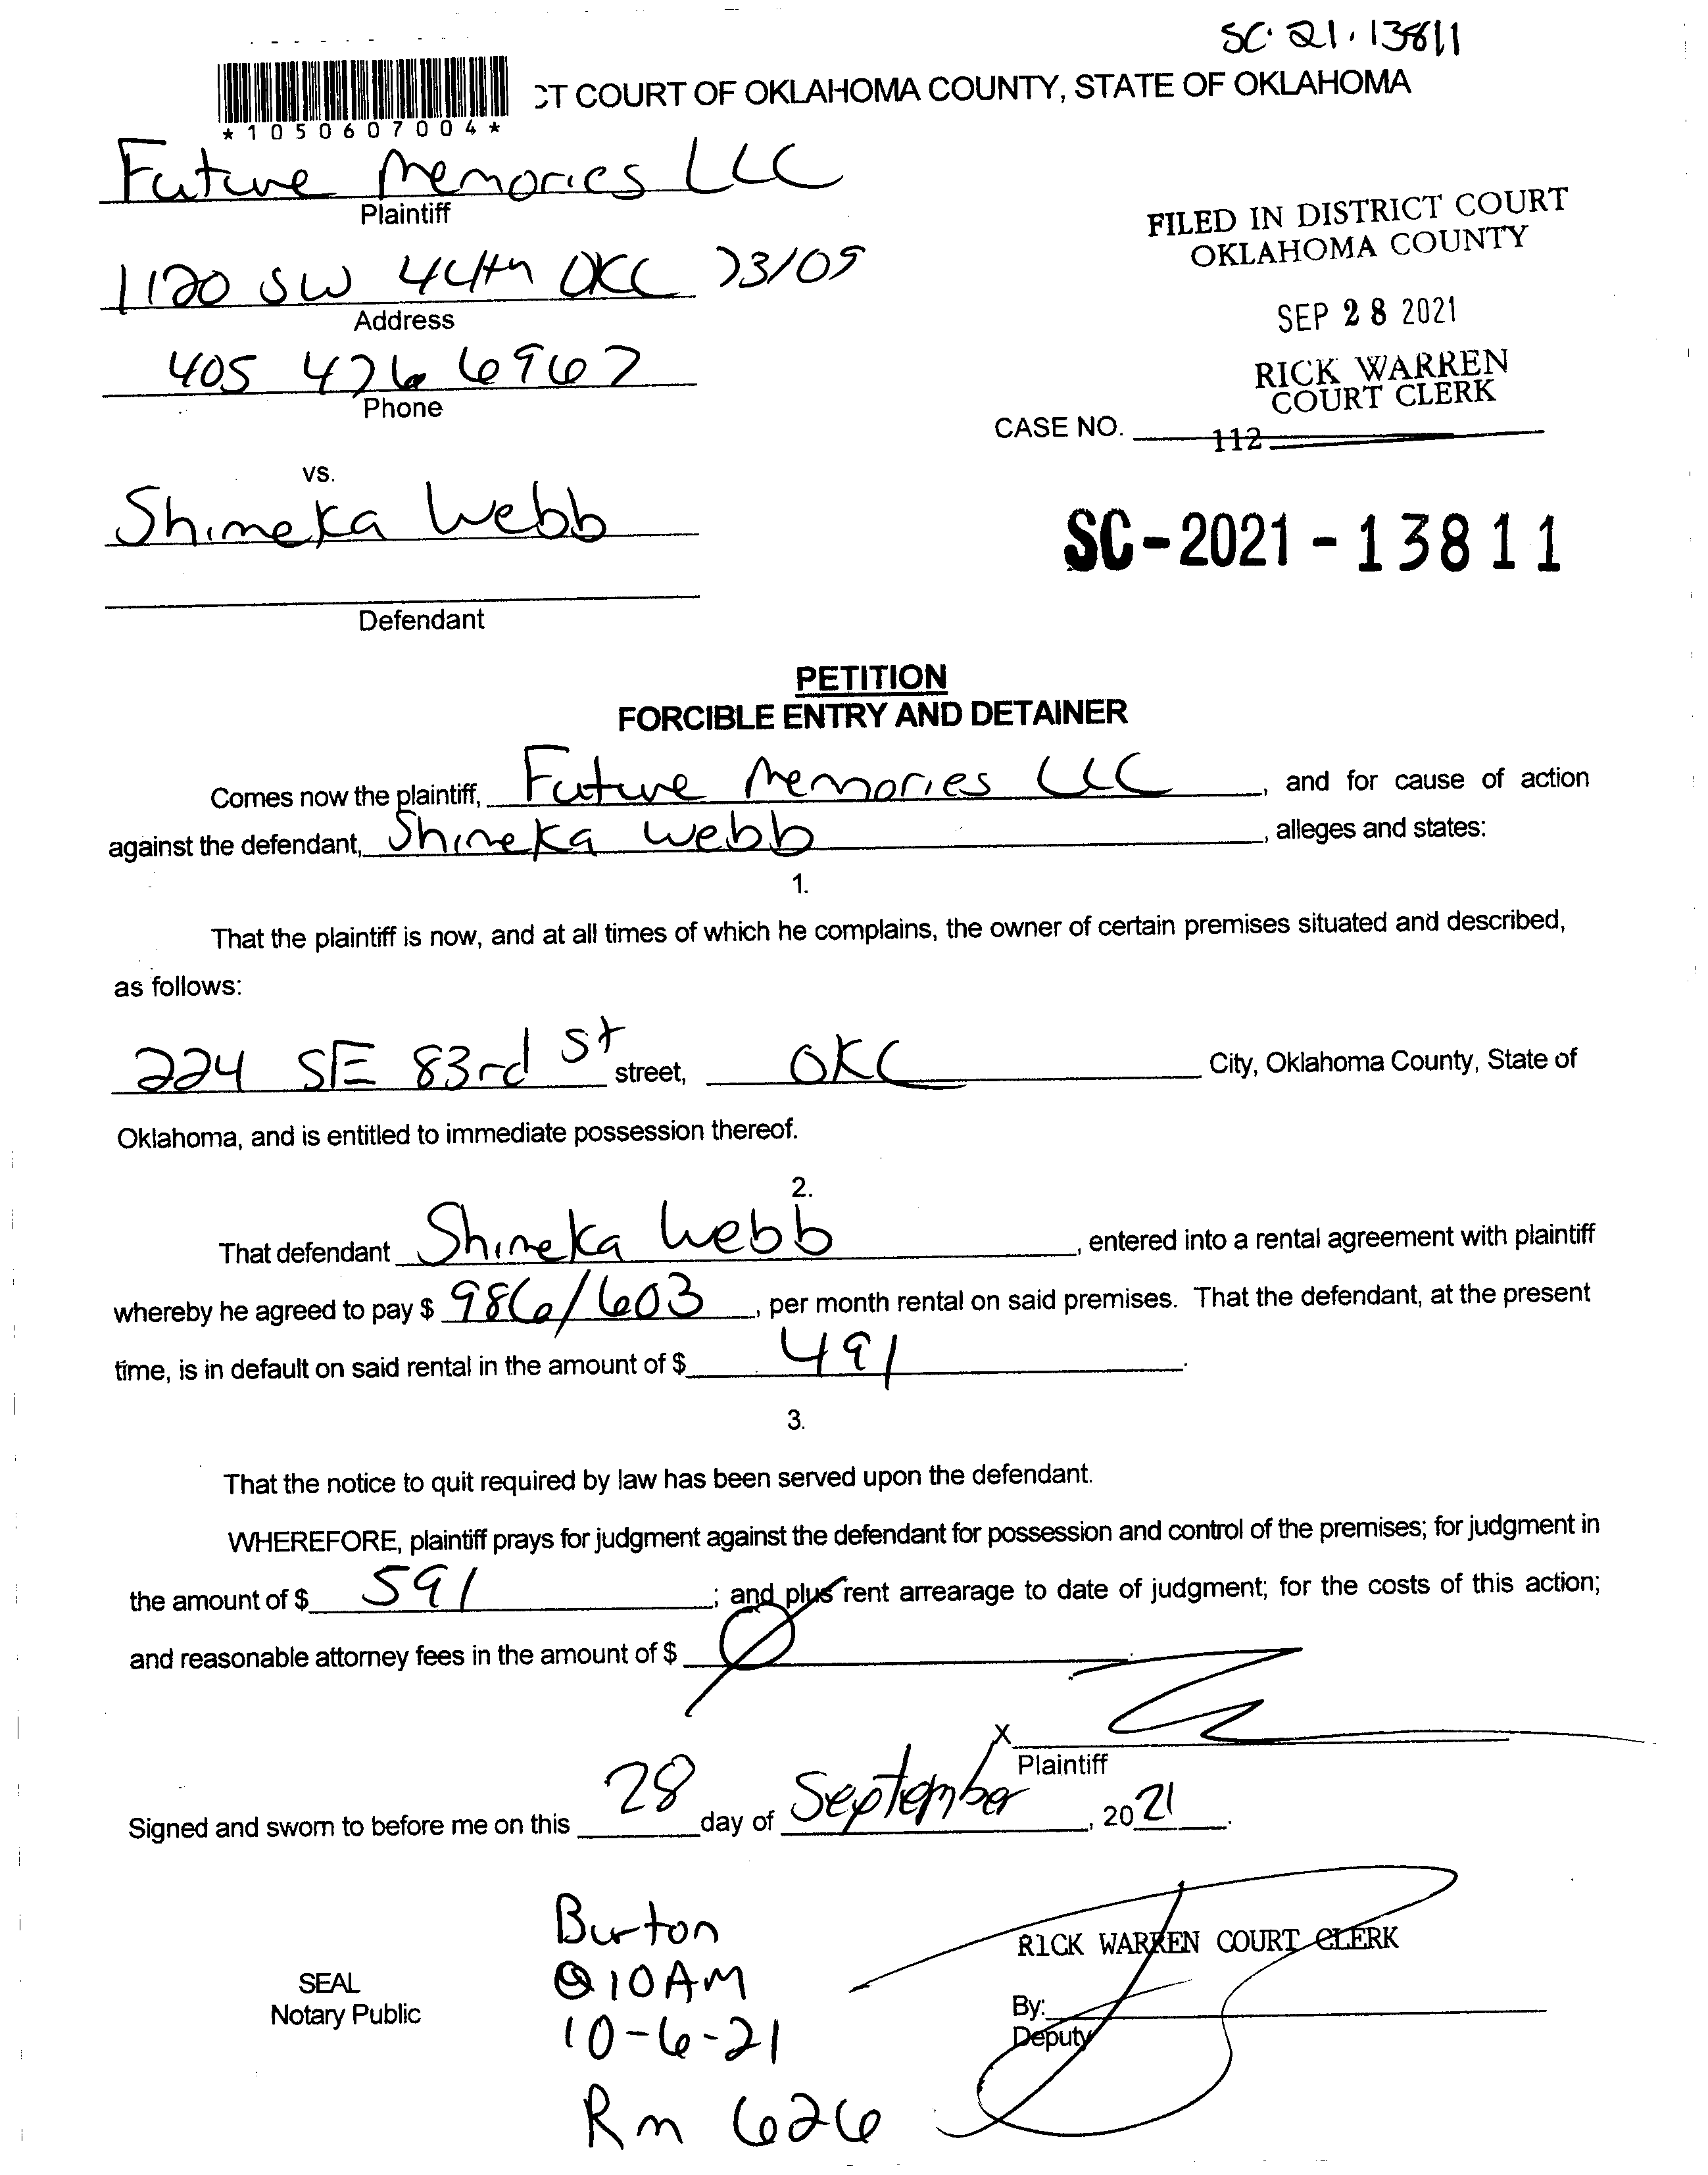 SC·21·13811
CT COURT OF OKLAHOMA COUNTY, STATE OF OKLAHOMA
*1050607004*
Future Memories LLC
Plaintiff
1120 SW 44th OKC 73109
Address
405 476 6967
Phone
FILED IN DISTRICT COURT
OKLAHOMA COUNTY
SEP 28 2021
RICK WARREN
COURT CLERK
CASE NO. 112
vs.
Shimeka Webb
Defendant
SC-2021-13811
PETITION
FORCIBLE ENTRY AND DETAINER
Comes now the plaintiff, Future Memories LLC, and for cause of action
against the defendant, Shimeka Webb, alleges and states:
1.
That the plaintiff is now, and at all times of which he complains, the owner of certain premises situated and described,
as follows:
224 SE 83rd St street, OKC City, Oklahoma County, State of
Oklahoma, and is entitled to immediate possession thereof.
2.
That defendant Shimeka Webb, entered into a rental agreement with plaintiff
whereby he agreed to pay $ 986/603, per month rental on said premises. That the defendant, at the present
time, is in default on said rental in the amount of $ 491.
3.
That the notice to quit required by law has been served upon the defendant.
WHEREFORE, plaintiff prays for judgment against the defendant for possession and control of the premises; for judgment in
the amount of $ 591; and plus rent arrearage to date of judgment; for the costs of this action;
and reasonable attorney fees in the amount of $ Ø.
X
Plaintiff
Signed and sworn to before me on this 28 day of September, 2021.
Burton
@10AM
10-6-21
Rm 626
SEAL
Notary Public
RICK WARREN COURT CLERK
By:
Deputy